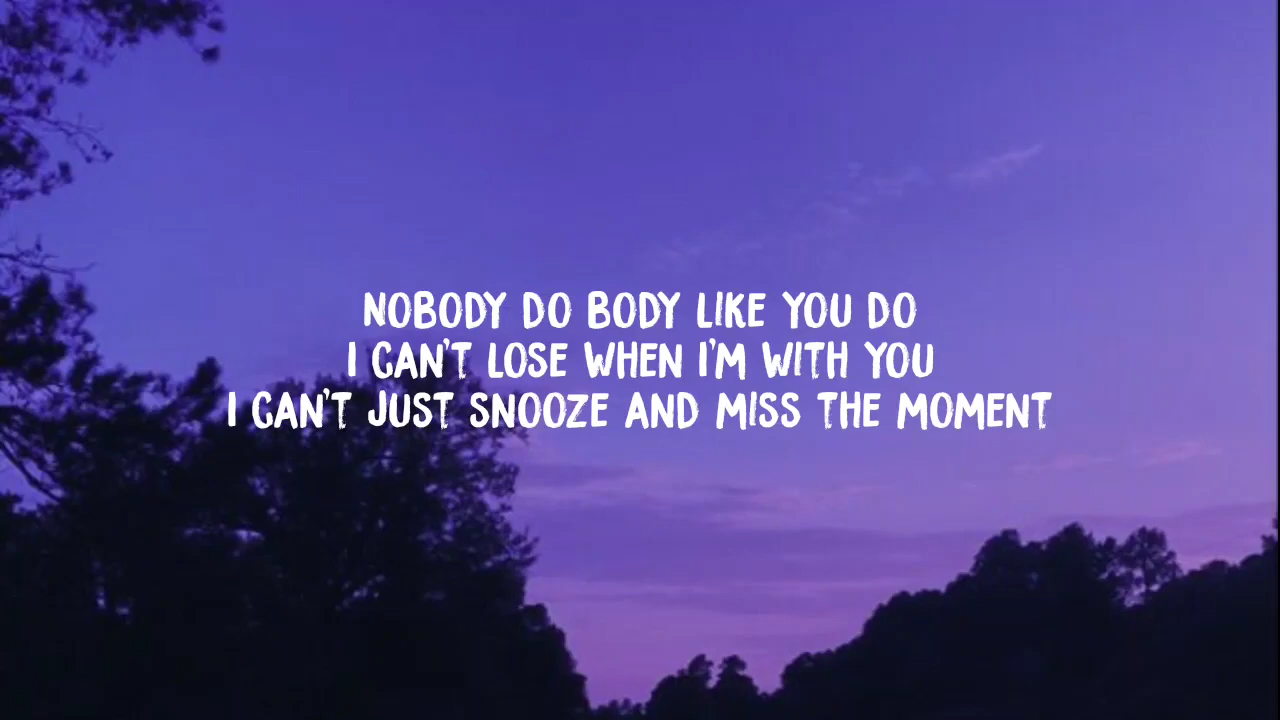 NOBODY DO BODY LIKE YOU DO
I CAN'T LOSE WHEN I'M WITH YOU
I CAN'T JUST SNOOZE AND MISS THE MOMENT